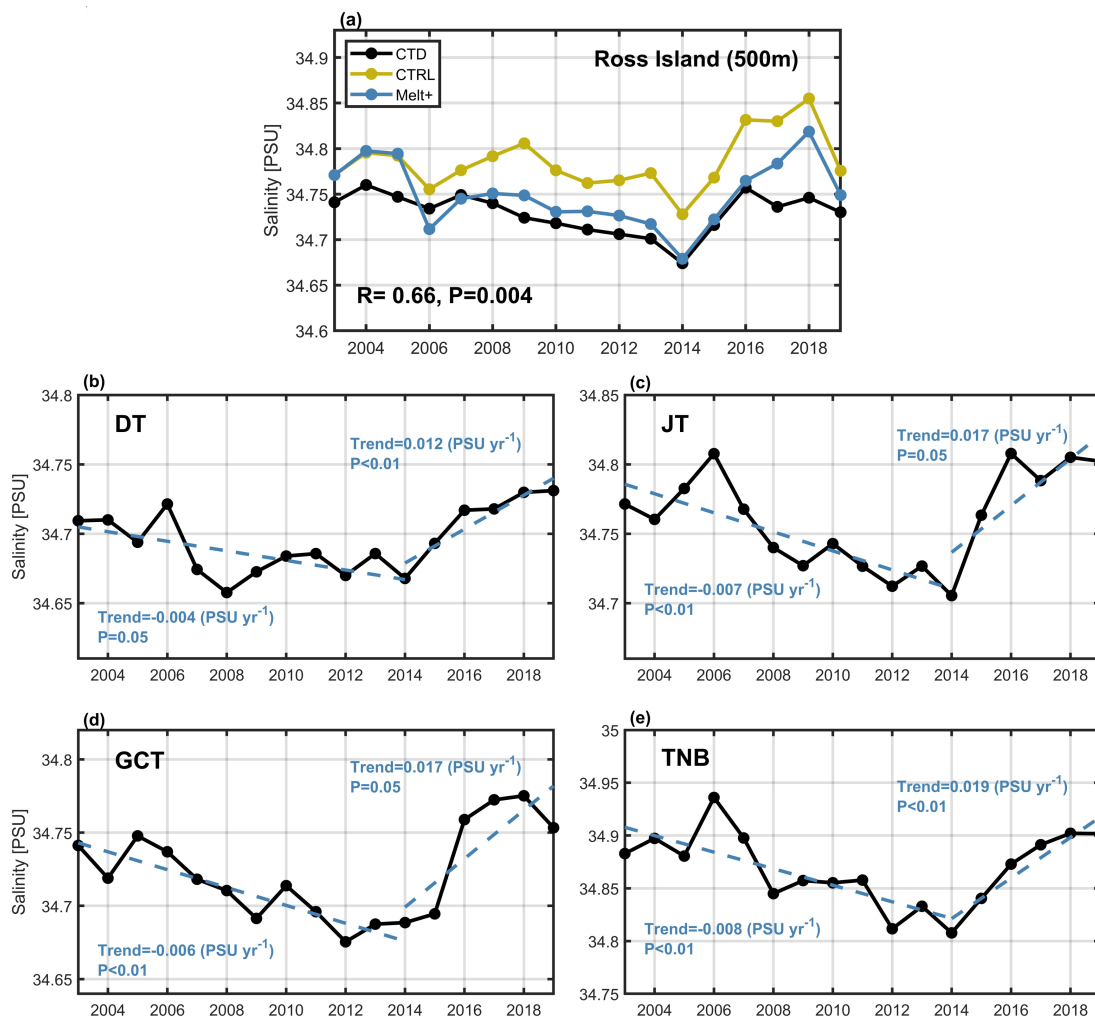 (a)
CTD
CTRL
Melt+
Ross Island (500m)
34.9
34.85
34.8
34.75
34.7
34.65
34.6
Salinity [PSU]
R= 0.66, P=0.004
2004 2006 2008 2010 2012 2014 2016 2018
(b)
34.8
34.75
34.7
34.65
Salinity [PSU]
DT
Trend=0.012 (PSU yr⁻¹)
P<0.01
Trend=-0.004 (PSU yr⁻¹)
P=0.05
2004 2006 2008 2010 2012 2014 2016 2018
(c)
34.85
34.8
34.75
34.7
JT
Trend=0.017 (PSU yr⁻¹)
P=0.05
Trend=-0.007 (PSU yr⁻¹)
P<0.01
2004 2006 2008 2010 2012 2014 2016 2018
(d)
34.8
34.75
34.7
34.65
Salinity [PSU]
GCT
Trend=0.017 (PSU yr⁻¹)
P=0.05
Trend=-0.006 (PSU yr⁻¹)
P<0.01
2004 2006 2008 2010 2012 2014 2016 2018
(e)
35
34.95
34.9
34.85
34.8
34.75
TNB
Trend=0.019 (PSU yr⁻¹)
P<0.01
Trend=-0.008 (PSU yr⁻¹)
P<0.01
2004 2006 2008 2010 2012 2014 2016 2018